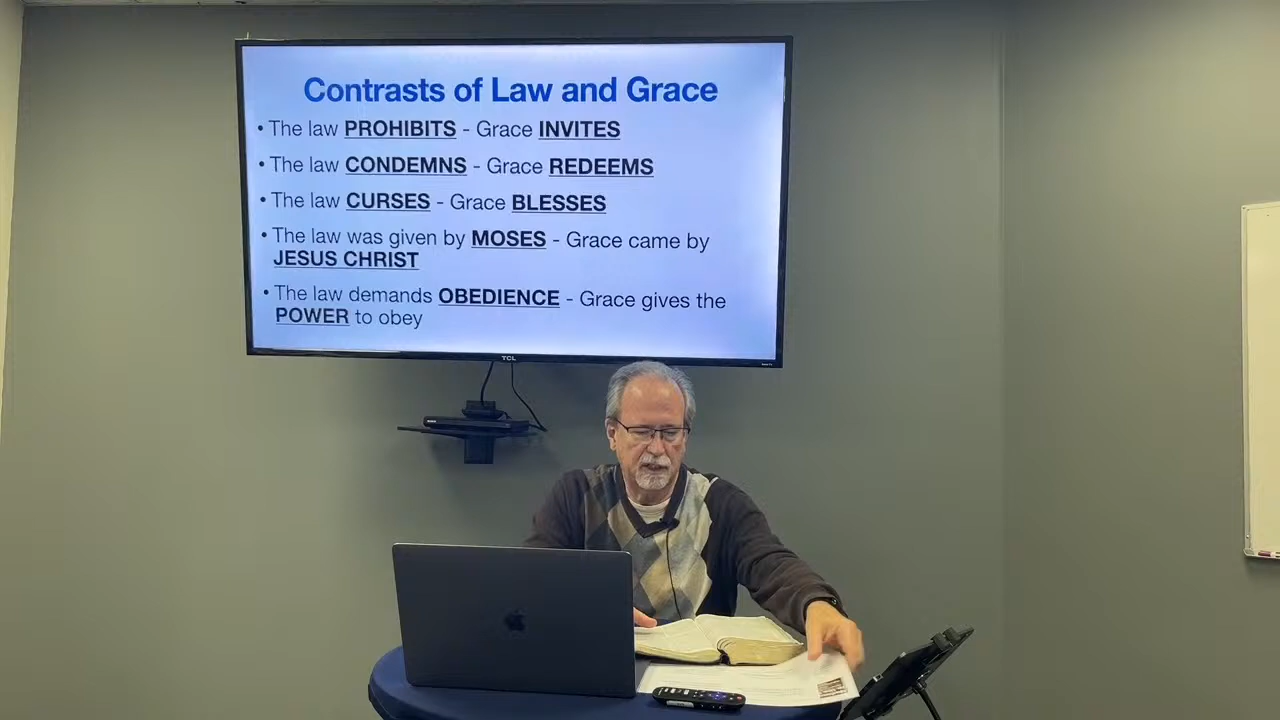 Contrasts of Law and Grace
• The law PROHIBITS - Grace INVITES
• The law CONDEMNS - Grace REDEEMS
• The law CURSES - Grace BLESSES
• The law was given by MOSES - Grace came by
JESUS CHRIST
• The law demands OBEDIENCE - Grace gives the
POWER to obey
TCL